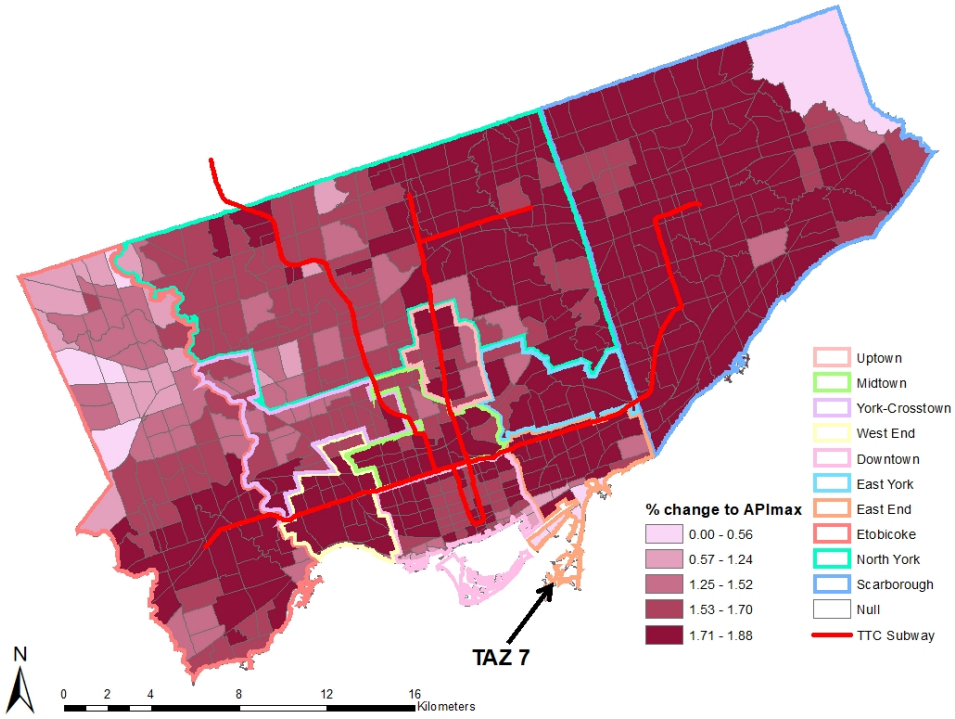 Uptown
Midtown
York-Crosstown
West End
Downtown
East York
East End
Etobicoke
North York
Scarborough
Null
TTC Subway
% change to APImax
0.00 - 0.56
0.57 - 1.24
1.25 - 1.52
1.53 - 1.70
1.71 - 1.88
TAZ 7
N
0 2 4 8 12 16
Kilometers